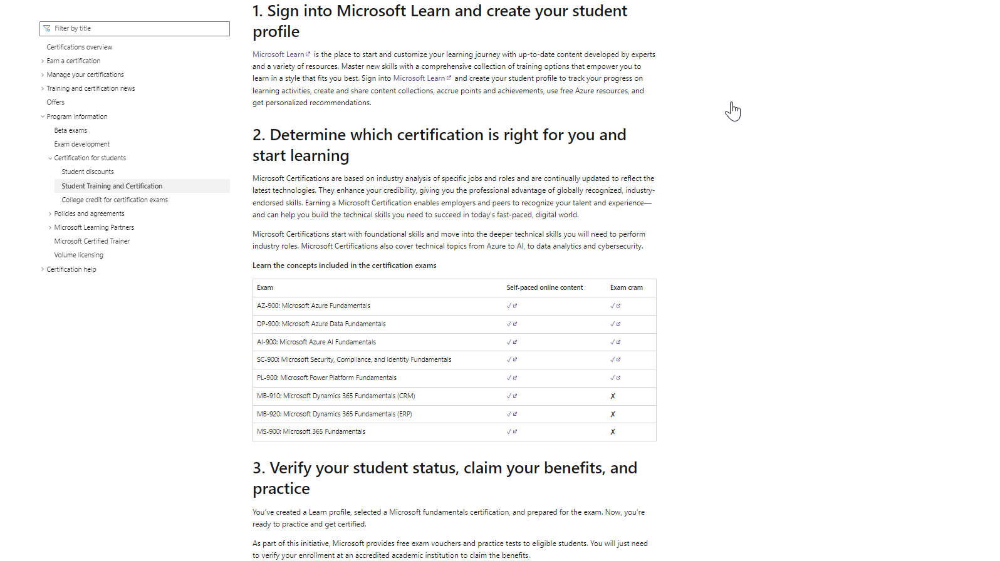 Filter by title
Certifications overview
Earn a certification
Manage your certifications
Training and certification news
Offers
Program information
Beta exams
Exam development
Certification for students
Student discounts
Student Training and Certification
College credit for certification exams
Policies and agreements
Microsoft Learning Partners
Microsoft Certified Trainer
Volume licensing
Certification help
1. Sign into Microsoft Learn and create your student
profile
Microsoft Learn is the place to start and customize your learning journey with up-to-date content developed by experts
and a variety of resources. Master new skills with a comprehensive collection of training options that empower you to
learn in a style that fits you best. Sign into Microsoft Learn and create your student profile to track your progress on
learning activities, create and share content collections, accrue points and achievements, use free Azure resources, and
get personalized recommendations.
2. Determine which certification is right for you and
start learning
Microsoft Certifications are based on industry analysis of specific jobs and roles and are continually updated to reflect the
latest technologies. They enhance your credibility, giving you the professional advantage of globally recognized, industry-
endorsed skills. Earning a Microsoft Certification enables employers and peers to recognize your talent and experience—
and can help you build the technical skills you need to succeed in today's fast-paced, digital world.
Microsoft Certifications start with foundational skills and move into the deeper technical skills you will need to perform
industry roles. Microsoft Certifications also cover technical topics from Azure to AI, to data analytics and cybersecurity.
Learn the concepts included in the certification exams
Exam Self-paced online content Exam cram
AZ-900: Microsoft Azure Fundamentals ✓ ✓
DP-900: Microsoft Azure Data Fundamentals ✓ ✓
AI-900: Microsoft Azure AI Fundamentals ✓ ✓
SC-900: Microsoft Security, Compliance, and Identity Fundamentals ✓ ✓
PL-900: Microsoft Power Platform Fundamentals ✓ ✓
MB-910: Microsoft Dynamics 365 Fundamentals (CRM) ✓ ✗
MB-920: Microsoft Dynamics 365 Fundamentals (ERP) ✓ ✗
MS-900: Microsoft 365 Fundamentals ✓ ✗
3. Verify your student status, claim your benefits, and
practice
You've created a Learn profile, selected a Microsoft fundamentals certification, and prepared for the exam. Now, you're
ready to practice and get certified.
As part of this initiative, Microsoft provides free exam vouchers and practice tests to eligible students. You will just need
to verify your enrollment at an accredited academic institution to claim the benefits.